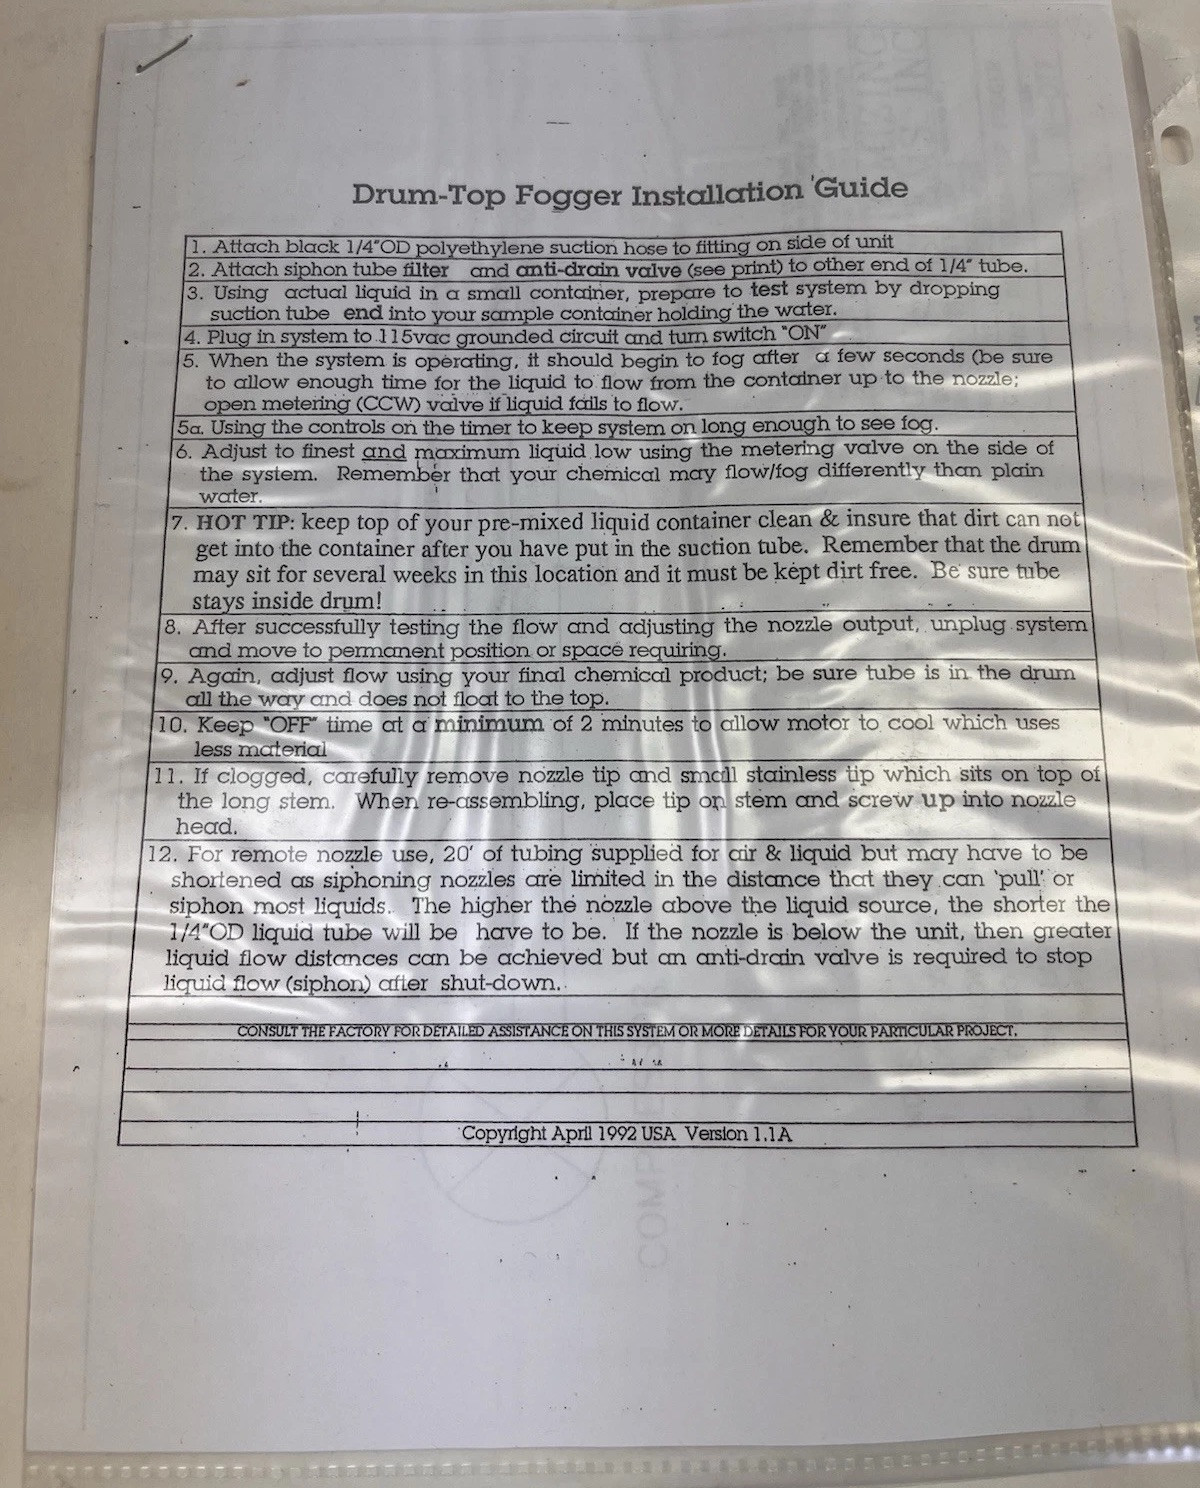 Drum-Top Fogger Installation Guide
1. Attach black 1/4"OD polyethylene suction hose to fitting on side of unit
2. Attach siphon tube filter and anti-drain valve (see print) to other end of 1/4" tube.
3. Using actual liquid in a small container, prepare to test system by dropping
suction tube end into your sample container holding the water.
4. Plug in system to 115vac grounded circuit and turn switch "ON"
5. When the system is operating, it should begin to fog after a few seconds (be sure
to allow enough time for the liquid to flow from the container up to the nozzle;
open metering (CCW) valve if liquid fails to flow.
5a. Using the controls on the timer to keep system on long enough to see fog.
6. Adjust to finest and maximum liquid low using the metering valve on the side of
the system. Remember that your chemical may flow/fog differently than plain
water.
7. HOT TIP: keep top of your pre-mixed liquid container clean & insure that dirt can not
get into the container after you have put in the suction tube. Remember that the drum
may sit for several weeks in this location and it must be kept dirt free. Be sure tube
stays inside drum!
8. After successfully testing the flow and adjusting the nozzle output, unplug system
and move to permanent position or space requiring.
9. Again, adjust flow using your final chemical product; be sure tube is in the drum
all the way and does not float to the top.
10. Keep "OFF" time at a minimum of 2 minutes to allow motor to cool which uses
less material
11. If clogged, carefully remove nozzle tip and small stainless tip which sits on top of
the long stem. When re-assembling, place tip on stem and screw up into nozzle
head.
12. For remote nozzle use, 20' of tubing supplied for air & liquid but may have to be
shortened as siphoning nozzles are limited in the distance that they can 'pull' or
siphon most liquids. The higher the nozzle above the liquid source, the shorter the
1/4"OD liquid tube will be have to be. If the nozzle is below the unit, then greater
liquid flow distances can be achieved but an anti-drain valve is required to stop
liquid flow (siphon) after shut-down.
CONSULT THE FACTORY FOR DETAILED ASSISTANCE ON THIS SYSTEM OR MORE DETAILS FOR YOUR PARTICULAR PROJECT.
Copyright April 1992 USA Version 1.1A